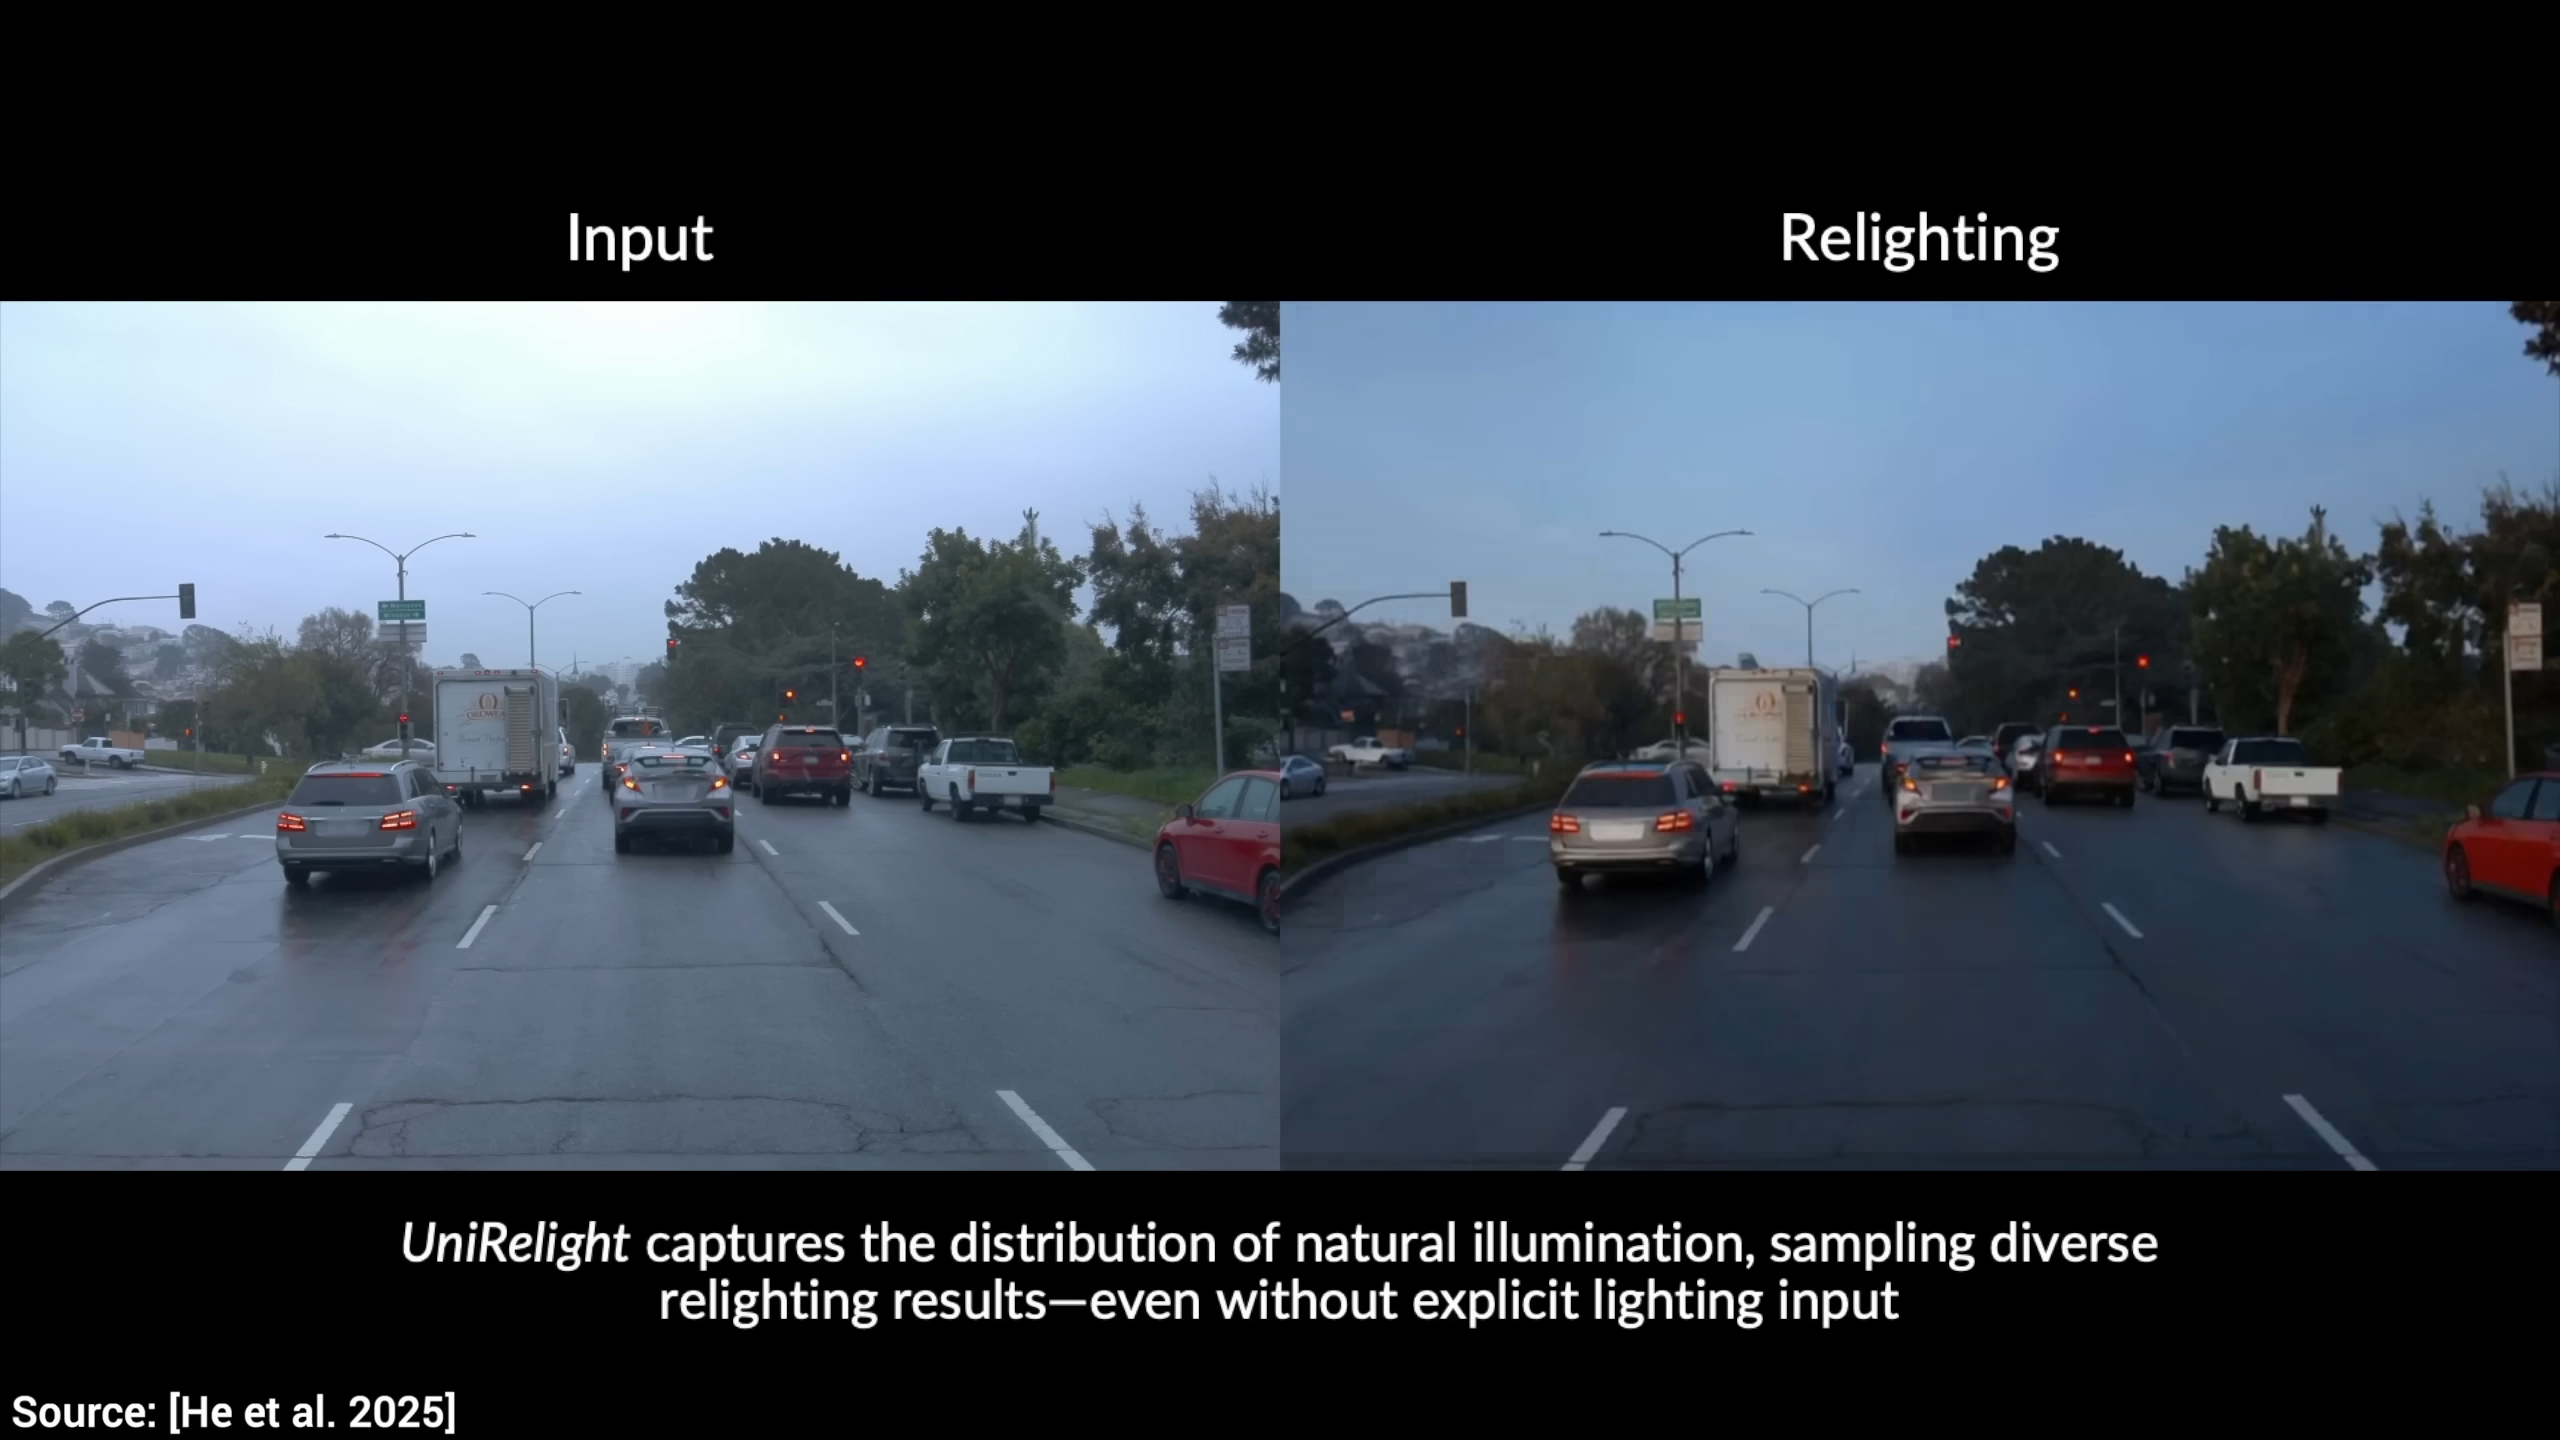 Input
Relighting
UniRelight captures the distribution of natural illumination, sampling diverse
relighting results—even without explicit lighting input
Source: [He et al. 2025]